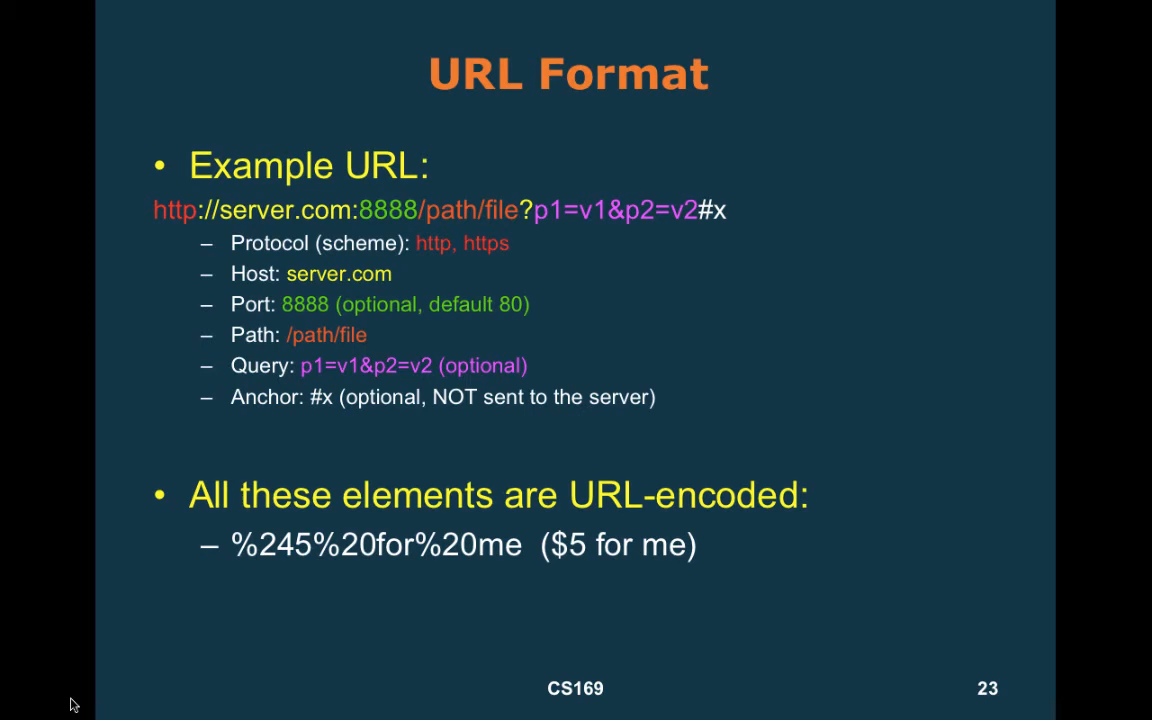 URL Format
• Example URL:
http://server.com:8888/path/file?p1=v1&p2=v2#x
– Protocol (scheme): http, https
– Host: server.com
– Port: 8888 (optional, default 80)
– Path: /path/file
– Query: p1=v1&p2=v2 (optional)
– Anchor: #x (optional, NOT sent to the server)
• All these elements are URL-encoded:
– %245%20for%20me ($5 for me)
CS169
23